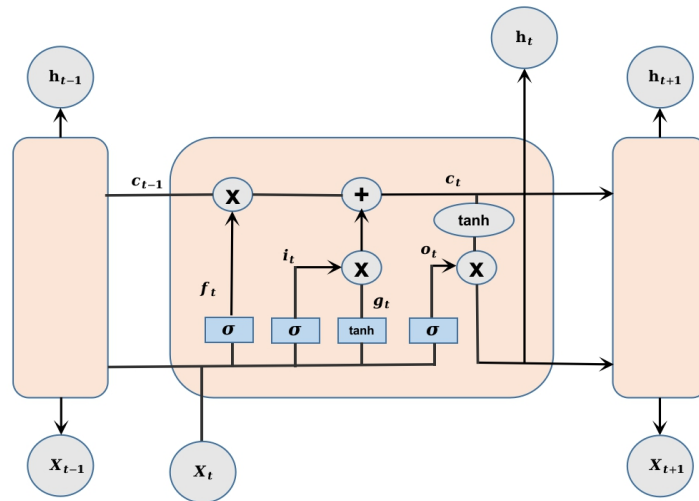 h_t
h_{t−1}
h_{t+1}
c_{t−1}
x
+
c_t
tanh
i_t
x
o_t
x
f_t
g_t
σ
σ
tanh
σ
X_{t−1}
X_t
X_{t+1}